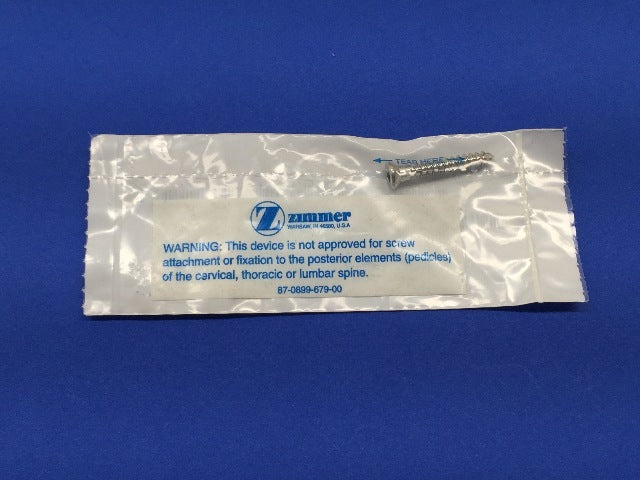 TEAR HERE
Z zimmer
WARSAW, IN 46580, U.S.A
WARNING: This device is not approved for screw
attachment or fixation to the posterior elements (pedicles)
of the cervical, thoracic or lumbar spine.
87-0899-679-00